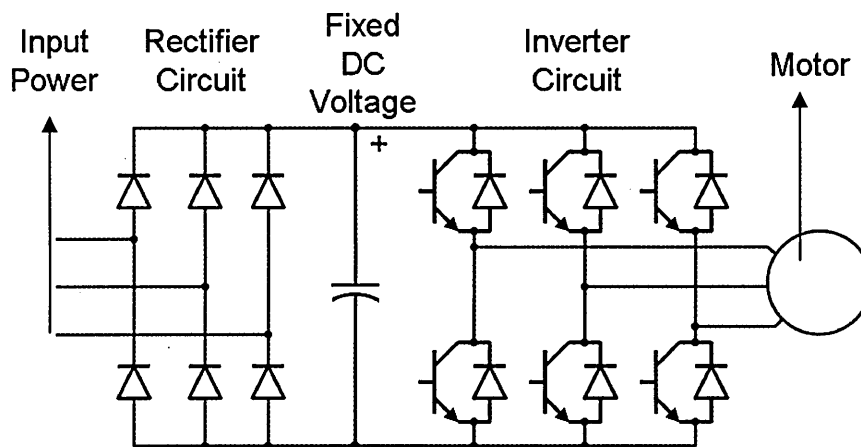 Input
Power
Rectifier
Circuit
Fixed
DC
Voltage
+
Inverter
Circuit
Motor